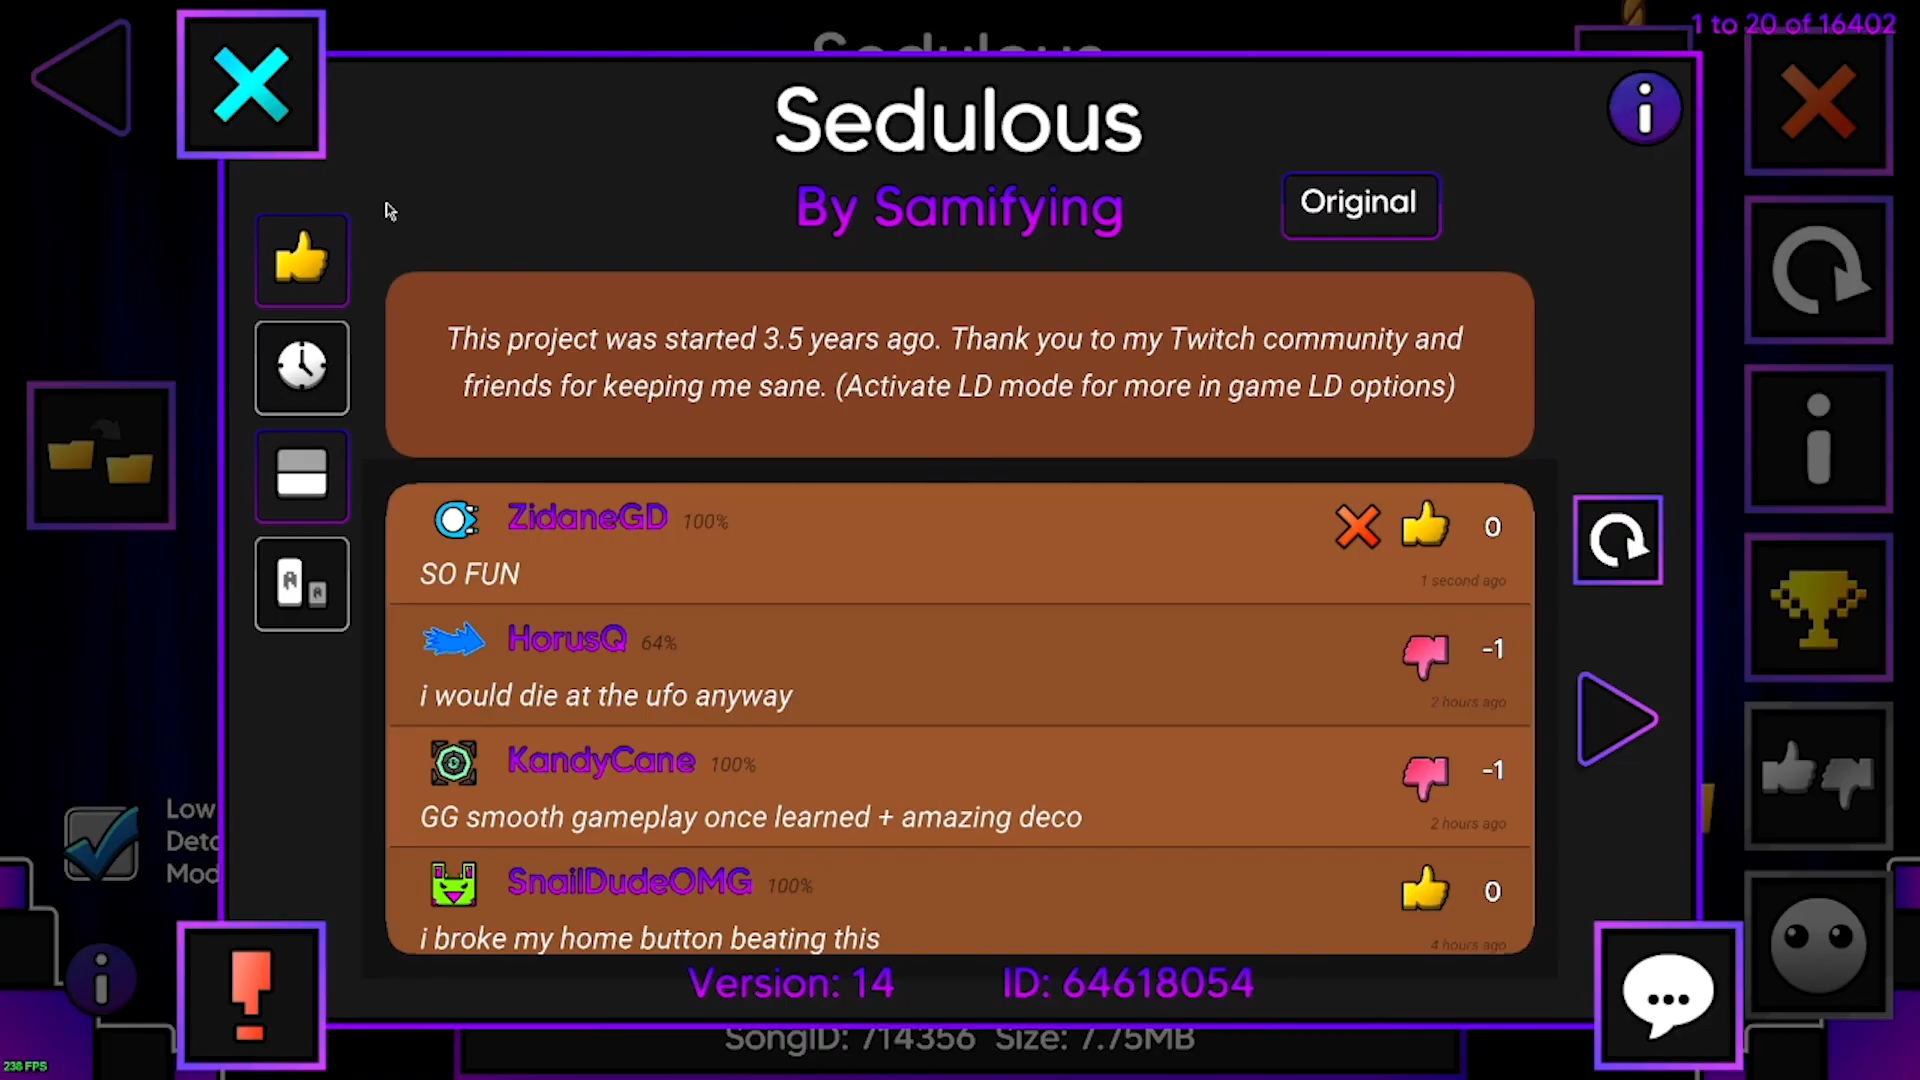 1 to 20 of 16402
Sedulous
Sedulous
By Samifying
Original
This project was started 3.5 years ago. Thank you to my Twitch community and
friends for keeping me sane. (Activate LD mode for more in game LD options)
ZidaneGD 100%
0
SO FUN
1 second ago
HorusQ 64%
-1
i would die at the ufo anyway
2 hours ago
KandyCane 100%
-1
GG smooth gameplay once learned + amazing deco
2 hours ago
SnailDudeOMG 100%
0
i broke my home button beating this
4 hours ago
Low
Deta
Mod
Version: 14 ID: 64618054
SongID: 714356 Size: 7.75MB
238 FPS